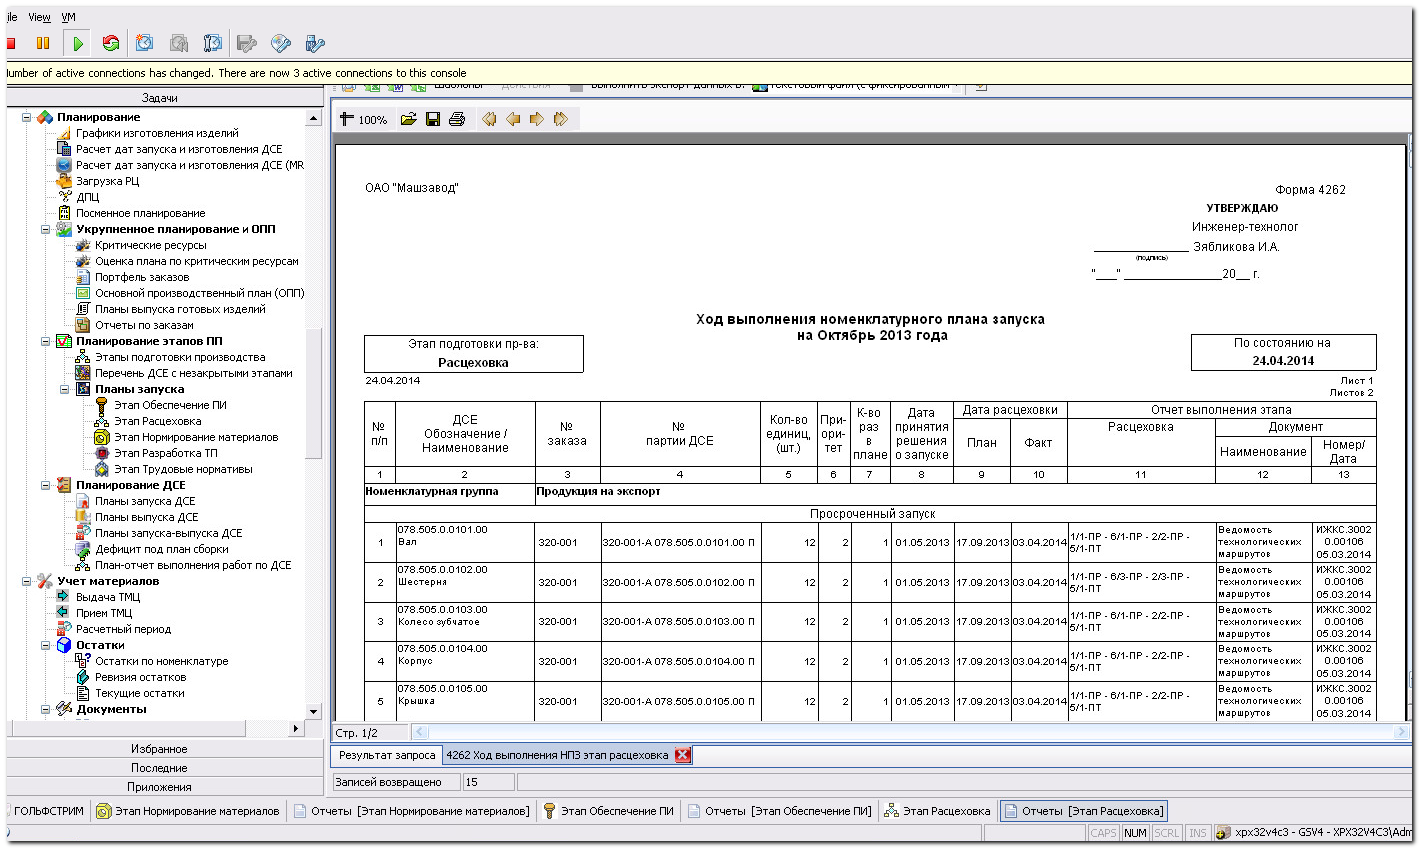 ile View VM
Number of active connections has changed. There are now 3 active connections to this console
Задачи
Планирование
Графики изготовления изделий
Расчет дат запуска и изготовления ДСЕ
Расчет дат запуска и изготовления ДСЕ (MR
Загрузка РЦ
ДПЦ
Посменное планирование
Укрупненное планирование и ОПП
Критические ресурсы
Оценка плана по критическим ресурсам
Портфель заказов
Основной производственный план (ОПП)
Планы выпуска готовых изделий
Отчеты по заказам
Планирование этапов ПП
Этапы подготовки производства
Перечень ДСЕ с незакрытыми этапами
Планы запуска
Этап Обеспечение ПИ
Этап Расцеховка
Этап Нормирование материалов
Этап Разработка ТП
Этап Трудовые нормативы
Планирование ДСЕ
Планы запуска ДСЕ
Планы выпуска ДСЕ
Планы запуска-выпуска ДСЕ
Дефицит под план сборки
План-отчет выполнения работ по ДСЕ
Учет материалов
Выдача ТМЦ
Прием ТМЦ
Расчетный период
Остатки
Остатки по номенклатуре
Ревизия остатков
Текущие остатки
Документы
Избранное
Последние
Приложения
Шаблоны Действия Выполнить экспорт данных в: Текстовый файл (с фиксированным
100%
ОАО "Машзавод"
Форма 4262
УТВЕРЖДАЮ
Инженер-технолог
______________ Зябликова И.А.
(подпись)
"___" ______________20__ г.
Ход выполнения номенклатурного плана запуска
на Октябрь 2013 года
Этап подготовки пр-ва:
Расцеховка
По состоянию на
24.04.2014
24.04.2014
Лист 1
Листов 2
№ п/п
ДСЕ Обозначение / Наименование
№ заказа
№ партии ДСЕ
Кол-во единиц, (шт.)
При-ори-тет
К-во раз в плане
Дата принятия решения о запуске
Дата расцеховки
План Факт
Отчет выполнения этапа
Расцеховка
Документ
Наименование
Номер/ Дата
1 2 3 4 5 6 7 8 9 10 11 12 13
Номенклатурная группа Продукция на экспорт
Просроченный запуск
1 078.505.0.0101.00 Вал 320-001 320-001-А 078.505.0.0101.00 П 12 2 1 01.05.2013 17.09.2013 03.04.2014 1/1-ПР - 6/1-ПР - 2/2-ПР - 5/1-ПТ Ведомость технологических маршрутов ИЖКС.3002 0.00106 05.03.2014
2 078.505.0.0102.00 Шестерня 320-001 320-001-А 078.505.0.0102.00 П 12 2 1 01.05.2013 17.09.2013 03.04.2014 1/1-ПР - 6/3-ПР - 2/3-ПР - 5/1-ПТ Ведомость технологических маршрутов ИЖКС.3002 0.00106 05.03.2014
3 078.505.0.0103.00 Колесо зубчатое 320-001 320-001-А 078.505.0.0103.00 П 12 2 1 01.05.2013 17.09.2013 03.04.2014 1/1-ПР - 6/1-ПР - 2/2-ПР - 5/1-ПТ Ведомость технологических маршрутов ИЖКС.3002 0.00106 05.03.2014
4 078.505.0.0104.00 Корпус 320-001 320-001-А 078.505.0.0104.00 П 12 2 1 01.05.2013 17.09.2013 03.04.2014 1/1-ПР - 6/1-ПР - 2/2-ПР - 5/1-ПТ Ведомость технологических маршрутов ИЖКС.3002 0.00106 05.03.2014
5 078.505.0.0105.00 Крышка 320-001 320-001-А 078.505.0.0105.00 П 12 2 1 01.05.2013 17.09.2013 03.04.2014 1/1-ПР - 6/1-ПР - 2/2-ПР - 5/1-ПТ Ведомость технологических маршрутов ИЖКС.3002 0.00106 05.03.2014
Стр. 1/2
Результат запроса 4262 Ход выполнения НПЗ этап расцеховка
Записей возвращено 15
ГОЛЬФСТРИМ Этап Нормирование материалов Отчеты [Этап Нормирование материалов] Этап Обеспечение ПИ Отчеты [Этап Обеспечение ПИ] Этап Расцеховка Отчеты [Этап Расцеховка]
CAPS NUM SCRL INS xpx32v4c3 - GSV4 - XPX32V4C3\Adm